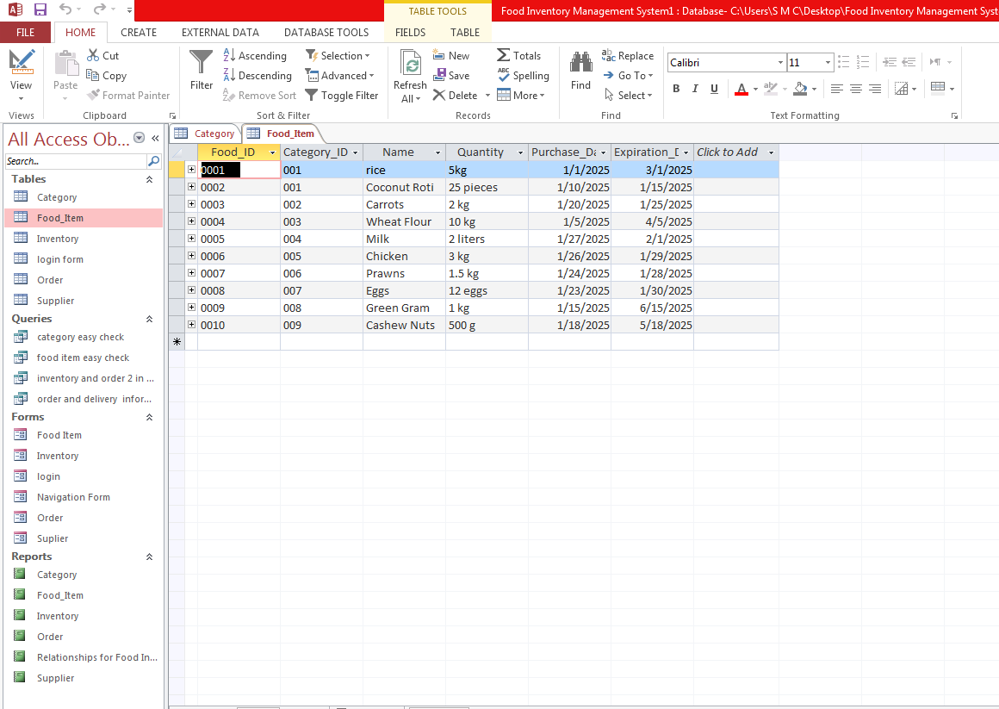 TABLE TOOLS
Food Inventory Management System1 : Database- C:\Users\S M C\Desktop\Food Inventory Management Syst
FILE HOME CREATE EXTERNAL DATA DATABASE TOOLS FIELDS TABLE
View
Views
Paste
Cut
Copy
Format Painter
Clipboard
Filter
Ascending
Descending
Remove Sort
Selection
Advanced
Toggle Filter
Sort & Filter
Refresh
All
New
Save
Delete
Totals
Spelling
More
Records
Find
Replace
Go To
Select
Find
Calibri 11
B I U A
Text Formatting
All Access Ob...
Search...
Tables
Category
Food_Item
Inventory
login form
Order
Supplier
Queries
category easy check
food item easy check
inventory and order 2 in ...
order and delivery infor...
Forms
Food Item
Inventory
login
Navigation Form
Order
Suplier
Reports
Category
Food_Item
Inventory
Order
Relationships for Food In...
Supplier
Category Food_Item
Food_ID Category_ID Name Quantity Purchase_Da Expiration_D Click to Add
0001 001 rice 5kg 1/1/2025 3/1/2025
0002 001 Coconut Roti 25 pieces 1/10/2025 1/15/2025
0003 002 Carrots 2 kg 1/20/2025 1/25/2025
0004 003 Wheat Flour 10 kg 1/5/2025 4/5/2025
0005 004 Milk 2 liters 1/27/2025 2/1/2025
0006 005 Chicken 3 kg 1/26/2025 1/29/2025
0007 006 Prawns 1.5 kg 1/24/2025 1/28/2025
0008 007 Eggs 12 eggs 1/23/2025 1/30/2025
0009 008 Green Gram 1 kg 1/15/2025 6/15/2025
0010 009 Cashew Nuts 500 g 1/18/2025 5/18/2025